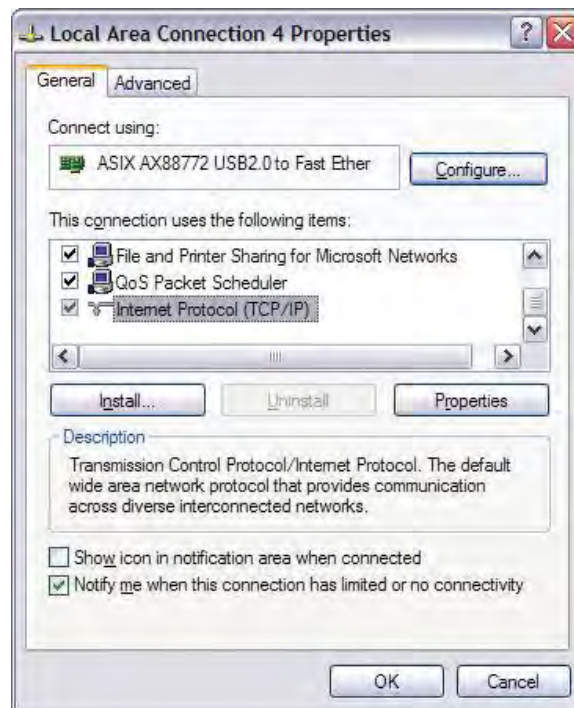 Local Area Connection 4 Properties
General
Advanced
Connect using:
ASIX AX88772 USB2.0 to Fast Ether
Configure...
This connection uses the following items:
File and Printer Sharing for Microsoft Networks
QoS Packet Scheduler
Internet Protocol (TCP/IP)
Install...
Uninstall
Properties
Description
Transmission Control Protocol/Internet Protocol. The default
wide area network protocol that provides communication
across diverse interconnected networks.
Show icon in notification area when connected
Notify me when this connection has limited or no connectivity
OK
Cancel